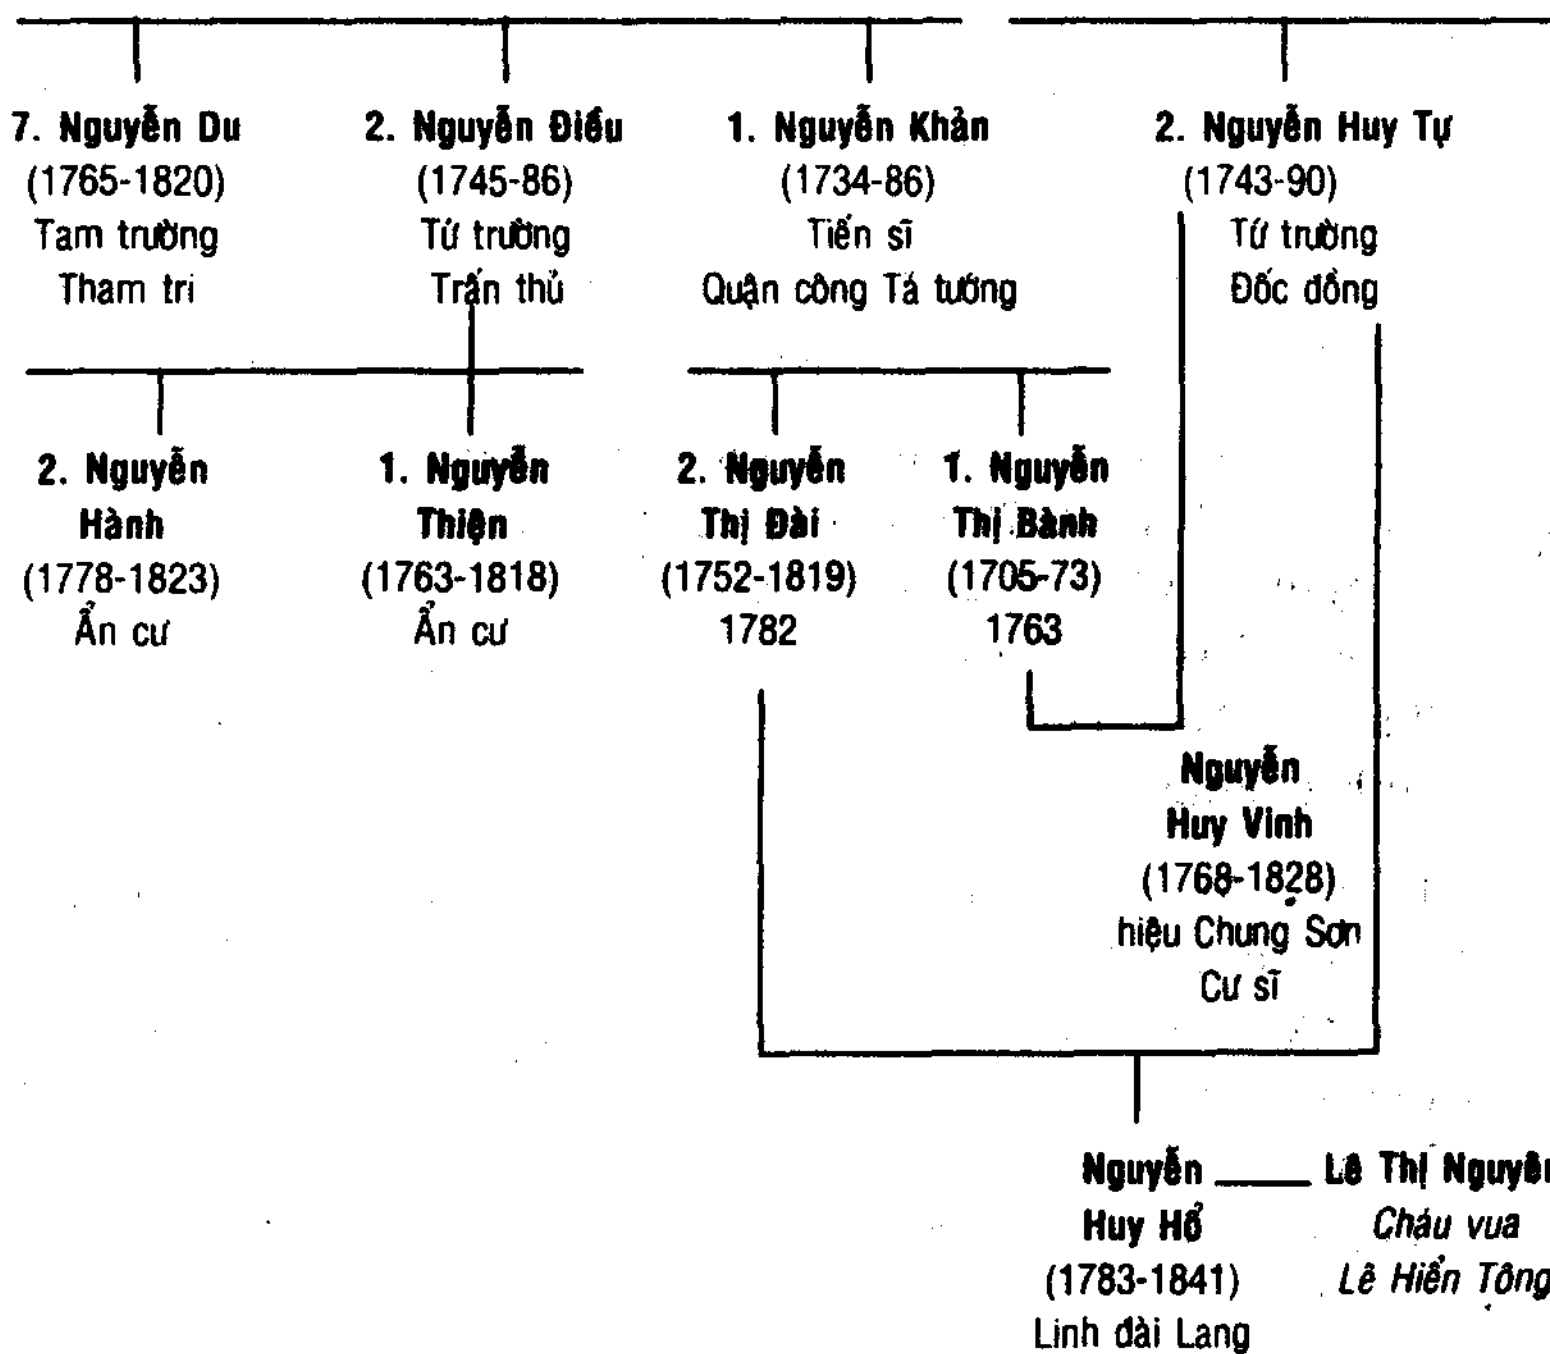 7. Nguyễn Du
(1765-1820)
Tam trường
Tham tri
2. Nguyễn Điều
(1745-86)
Tứ trường
Trấn thủ
1. Nguyễn Khản
(1734-86)
Tiến sĩ
Quận công Tá tướng
2. Nguyễn Huy Tự
(1743-90)
Tứ trường
Đốc đồng
2. Nguyễn
Hành
(1778-1823)
Ẩn cư
1. Nguyễn
Thiện
(1763-1818)
Ẩn cư
2. Nguyễn
Thị Đài
(1752-1819)
1782
1. Nguyễn
Thị Bành
(1705-73)
1763
Nguyễn
Huy Vinh
(1768-1828)
hiệu Chung Sơn
Cư sĩ
Nguyễn
Huy Hổ
(1783-1841)
Linh đài Lang
Lê Thị Nguyên
Cháu vua
Lê Hiển Tông